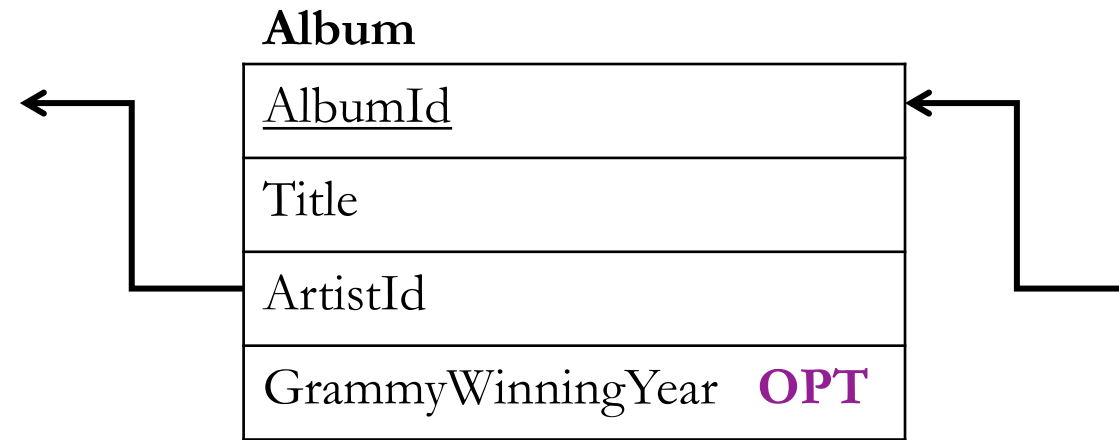 Album
AlbumId
Title
ArtistId
GrammyWinningYear OPT